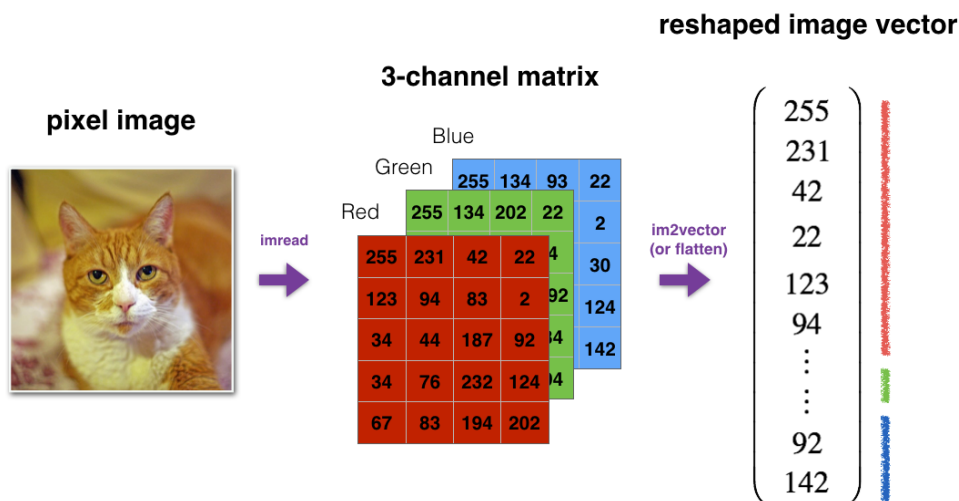 reshaped image vector
3-channel matrix
pixel image
Blue
Green
Red
imread
im2vector
(or flatten)
255 134 93 22
2
30
124
142
255 134 202 22
4
92
34
94
255 231 42 22
123 94 83 2
34 44 187 92
34 76 232 124
67 83 194 202
255
231
42
22
123
94
⋮
⋮
92
142